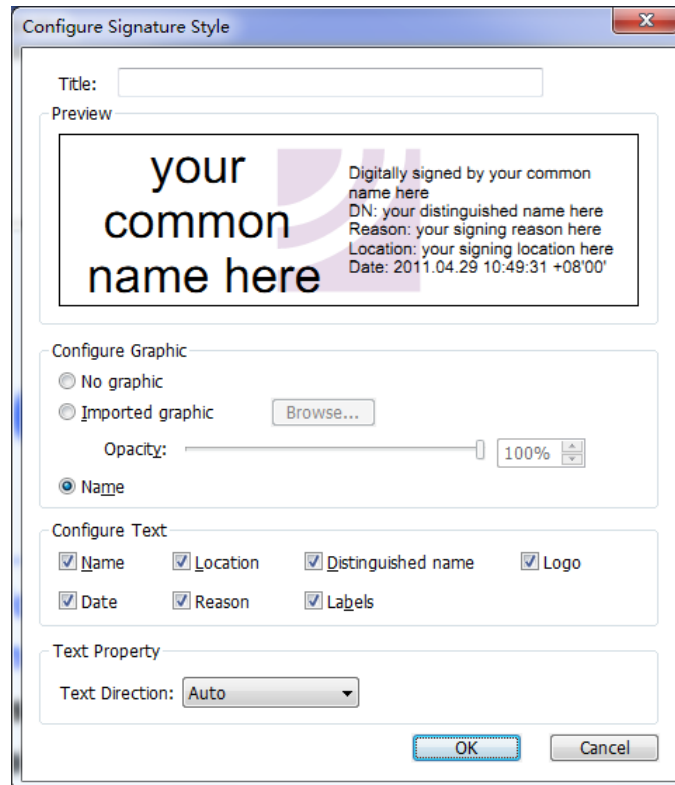 Configure Signature Style
Title:
Preview
your
common
name here
Digitally signed by your common
name here
DN: your distinguished name here
Reason: your signing reason here
Location: your signing location here
Date: 2011.04.29 10:49:31 +08'00'
Configure Graphic
No graphic
Imported graphic Browse...
Opacity: 100%
Name
Configure Text
Name Location Distinguished name Logo
Date Reason Labels
Text Property
Text Direction: Auto
OK Cancel